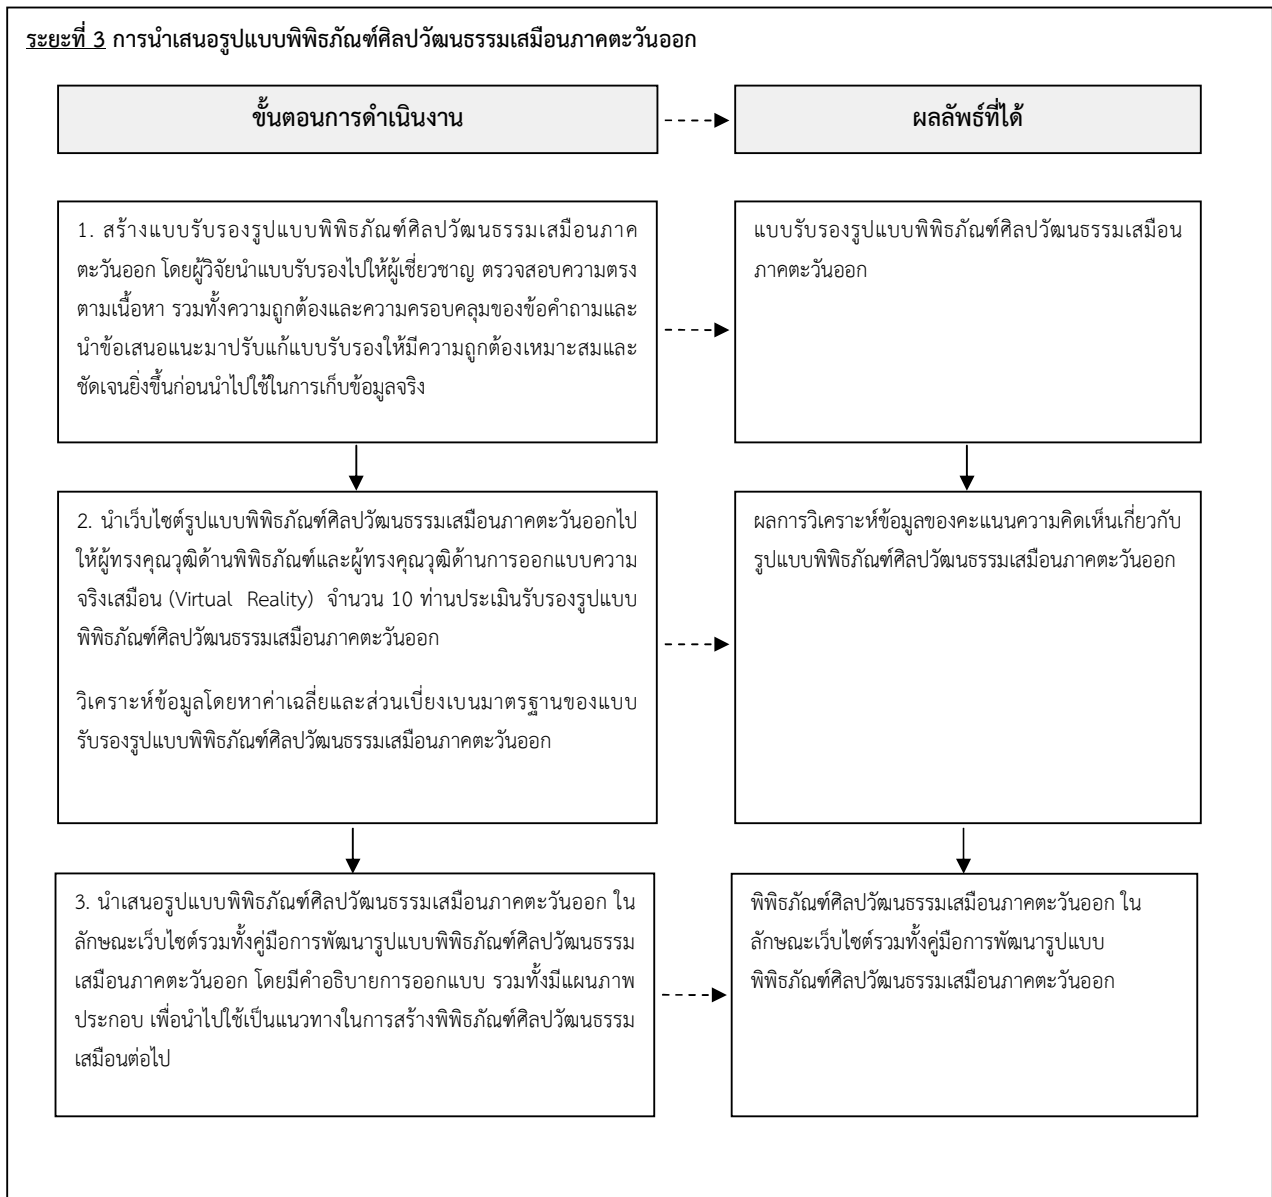 ระยะที่ 3 การนำเสนอรูปแบบพิพิธภัณฑ์ศิลปวัฒนธรรมเสมือนภาคตะวันออก
ขั้นตอนการดำเนินงาน
ผลลัพธ์ที่ได้
1. สร้างแบบรับรองรูปแบบพิพิธภัณฑ์ศิลปวัฒนธรรมเสมือนภาค
ตะวันออก โดยผู้วิจัยนำแบบรับรองไปให้ผู้เชี่ยวชาญ ตรวจสอบความตรง
ตามเนื้อหา รวมทั้งความถูกต้องและความครอบคลุมของข้อคำถามและ
นำข้อเสนอแนะมาปรับแก้แบบรับรองให้มีความถูกต้องเหมาะสมและ
ชัดเจนยิ่งขึ้นก่อนนำไปใช้ในการเก็บข้อมูลจริง
แบบรับรองรูปแบบพิพิธภัณฑ์ศิลปวัฒนธรรมเสมือน
ภาคตะวันออก
2. นำเว็บไซต์รูปแบบพิพิธภัณฑ์ศิลปวัฒนธรรมเสมือนภาคตะวันออกไป
ให้ผู้ทรงคุณวุฒิด้านพิพิธภัณฑ์และผู้ทรงคุณวุฒิด้านการออกแบบความ
จริงเสมือน (Virtual Reality) จำนวน 10 ท่านประเมินรับรองรูปแบบ
พิพิธภัณฑ์ศิลปวัฒนธรรมเสมือนภาคตะวันออก
วิเคราะห์ข้อมูลโดยหาค่าเฉลี่ยและส่วนเบี่ยงเบนมาตรฐานของแบบ
รับรองรูปแบบพิพิธภัณฑ์ศิลปวัฒนธรรมเสมือนภาคตะวันออก
ผลการวิเคราะห์ข้อมูลของคะแนนความคิดเห็นเกี่ยวกับ
รูปแบบพิพิธภัณฑ์ศิลปวัฒนธรรมเสมือนภาคตะวันออก
3. นำเสนอรูปแบบพิพิธภัณฑ์ศิลปวัฒนธรรมเสมือนภาคตะวันออก ใน
ลักษณะเว็บไซต์รวมทั้งคู่มือการพัฒนารูปแบบพิพิธภัณฑ์ศิลปวัฒนธรรม
เสมือนภาคตะวันออก โดยมีคำอธิบายการออกแบบ รวมทั้งมีแผนภาพ
ประกอบ เพื่อนำไปใช้เป็นแนวทางในการสร้างพิพิธภัณฑ์ศิลปวัฒนธรรม
เสมือนต่อไป
พิพิธภัณฑ์ศิลปวัฒนธรรมเสมือนภาคตะวันออก ใน
ลักษณะเว็บไซต์รวมทั้งคู่มือการพัฒนารูปแบบ
พิพิธภัณฑ์ศิลปวัฒนธรรมเสมือนภาคตะวันออก